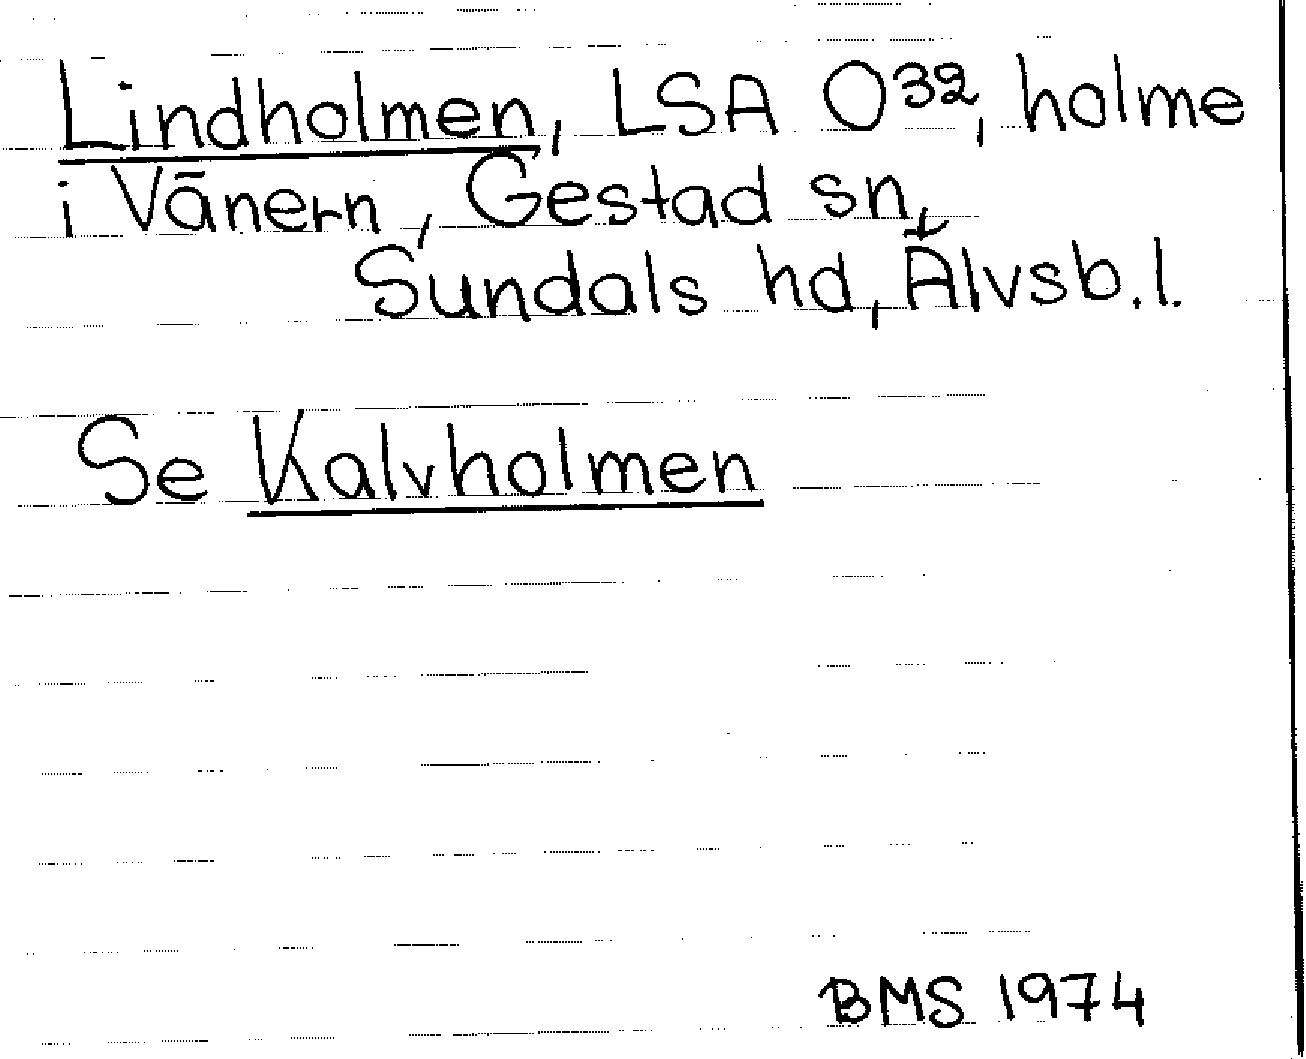 Lindholmen, LSA O32, holme
i Vänern, Gestad sn,
Sundals hd, Älvsb.l.
Se Kalvholmen
BMS 1974